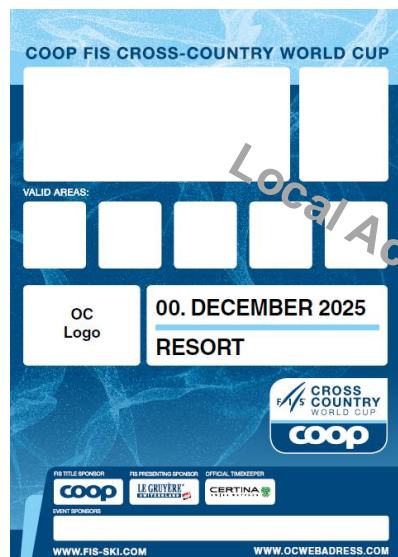 COOP FIS CROSS-COUNTRY WORLD CUP
Local Ac
VALID AREAS:
OC
Logo
00. DECEMBER 2025
RESORT
FIS
CROSS
COUNTRY
WORLD CUP
coop
FIS TITLE SPONSOR
FIS PRESENTING SPONSOR
OFFICIAL TIMEKEEPER
coop
LE GRUYÈRE
SWITZERLAND
CERTINA
SWISS WATCHES
EVENT SPONSORS
WWW.FIS-SKI.COM
WWW.OCWEBADRESS.COM